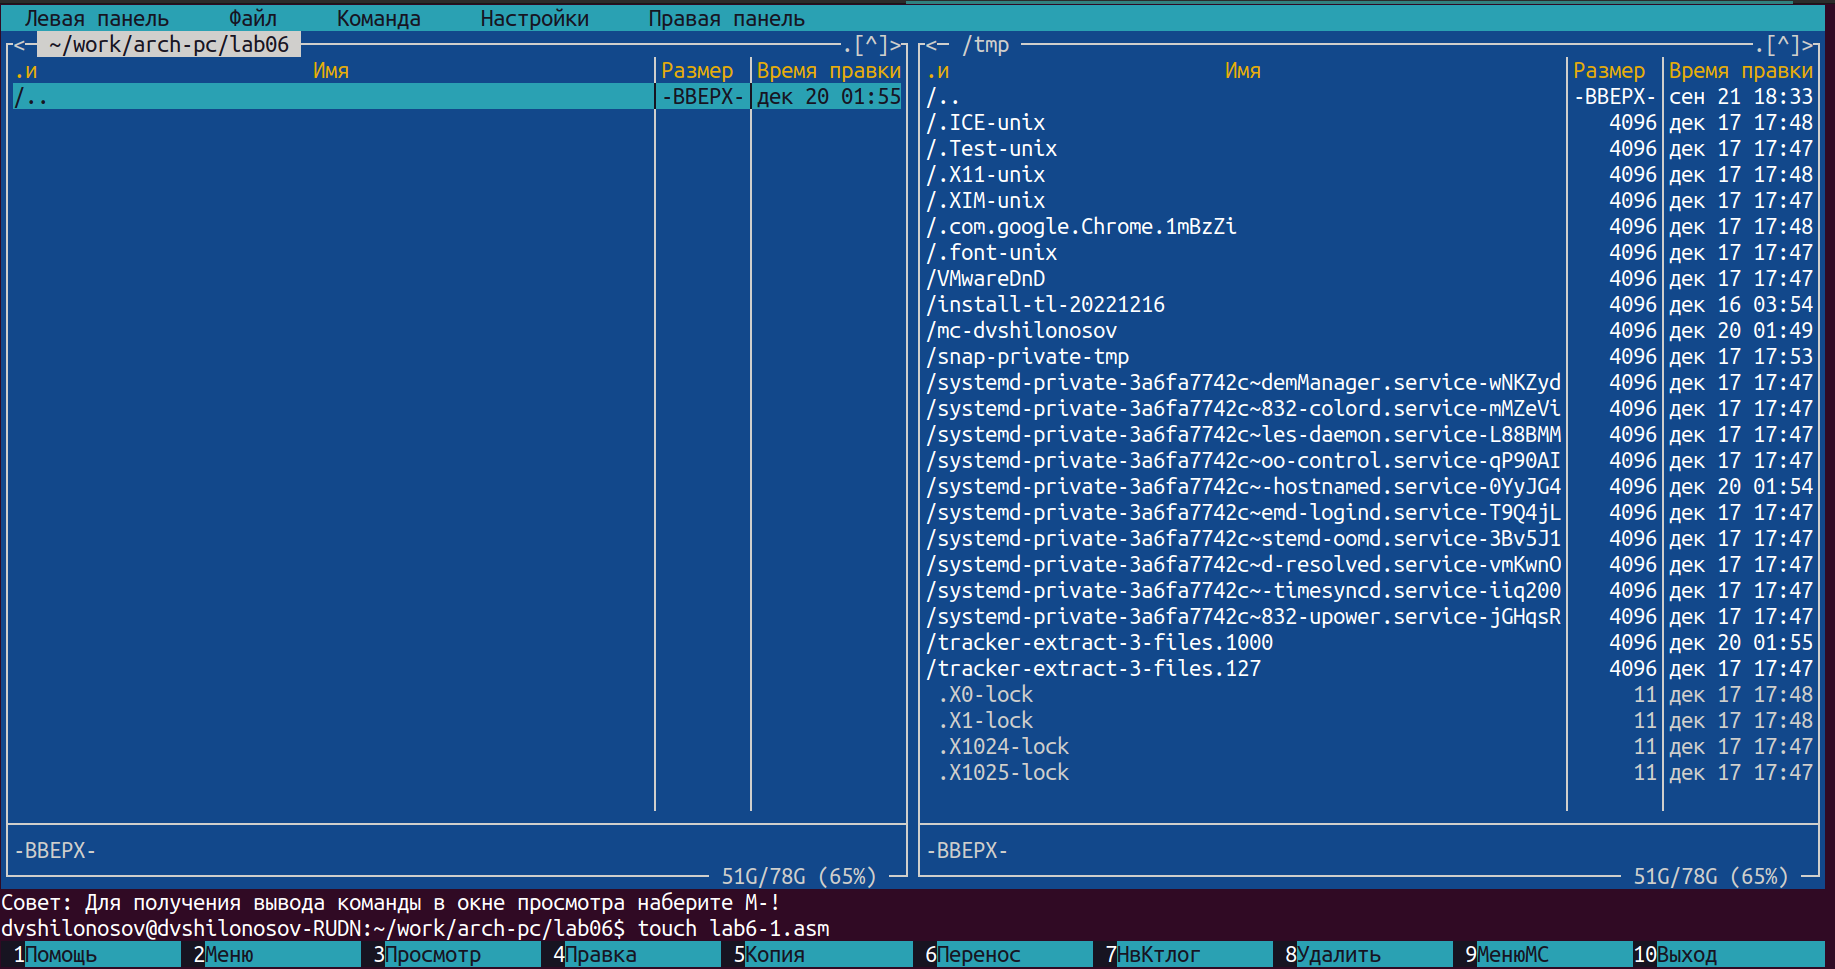 Левая панель Файл Команда Настройки Правая панель
<─ ~/work/arch-pc/lab06 .[^]>
.и Имя Размер Время правки
/.. -ВВЕРХ- дек 20 01:55
-ВВЕРХ-
51G/78G (65%)
<─ /tmp .[^]>
.и Имя Размер Время правки
/.. -ВВЕРХ- сен 21 18:33
/.ICE-unix 4096 дек 17 17:48
/.Test-unix 4096 дек 17 17:47
/.X11-unix 4096 дек 17 17:48
/.XIM-unix 4096 дек 17 17:47
/.com.google.Chrome.1mBzZi 4096 дек 17 17:48
/.font-unix 4096 дек 17 17:47
/VMwareDnD 4096 дек 17 17:47
/install-tl-20221216 4096 дек 16 03:54
/mc-dvshilonosov 4096 дек 20 01:49
/snap-private-tmp 4096 дек 17 17:53
/systemd-private-3a6fa7742c~demManager.service-wNKZyd 4096 дек 17 17:47
/systemd-private-3a6fa7742c~832-colord.service-mMZeVi 4096 дек 17 17:47
/systemd-private-3a6fa7742c~les-daemon.service-L88BMM 4096 дек 17 17:47
/systemd-private-3a6fa7742c~oo-control.service-qP90AI 4096 дек 17 17:47
/systemd-private-3a6fa7742c~-hostnamed.service-0YyJG4 4096 дек 20 01:54
/systemd-private-3a6fa7742c~emd-logind.service-T9Q4jL 4096 дек 17 17:47
/systemd-private-3a6fa7742c~stemd-oomd.service-3Bv5J1 4096 дек 17 17:47
/systemd-private-3a6fa7742c~d-resolved.service-vmKwnO 4096 дек 17 17:47
/systemd-private-3a6fa7742c~-timesyncd.service-iiq200 4096 дек 17 17:47
/systemd-private-3a6fa7742c~832-upower.service-jGHqsR 4096 дек 17 17:47
/tracker-extract-3-files.1000 4096 дек 20 01:55
/tracker-extract-3-files.127 4096 дек 17 17:47
.X0-lock 11 дек 17 17:48
.X1-lock 11 дек 17 17:48
.X1024-lock 11 дек 17 17:47
.X1025-lock 11 дек 17 17:47
-ВВЕРХ-
51G/78G (65%)
Совет: Для получения вывода команды в окне просмотра наберите M-!
dvshilonosov@dvshilonosov-RUDN:~/work/arch-pc/lab06$ touch lab6-1.asm
1Помощь 2Меню 3Просмотр 4Правка 5Копия 6Перенос 7НвКтлог 8Удалить 9МенюMC 10Выход